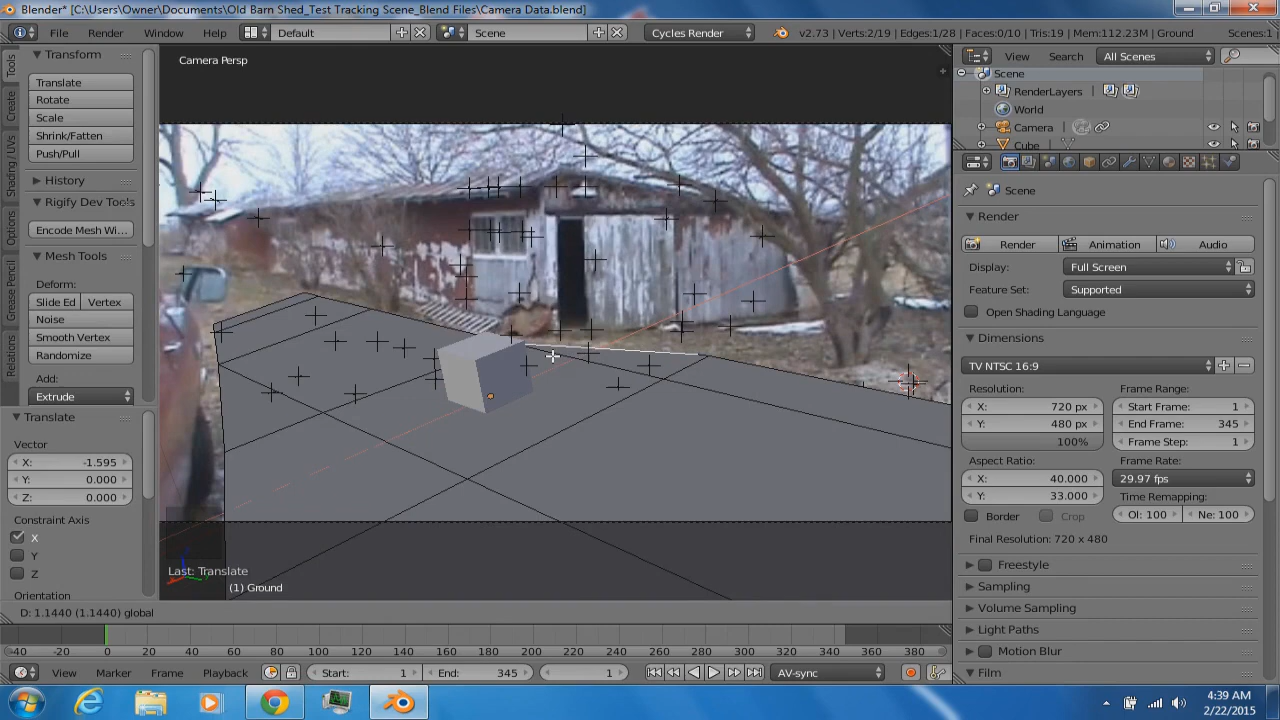 Blender* [C:\Users\Owner\Documents\Old Barn Shed_Test Tracking Scene_Blend Files\Camera Data.blend]
File Render Window Help Default Scene Cycles Render v2.73 | Verts:2/19 | Edges:1/28 | Faces:0/10 | Tris:19 | Mem:112.23M | Ground Scenes:1
Tools
Create
Shading / UVs
Options
Grease Pencil
Relations
Transform
Translate
Rotate
Scale
Shrink/Fatten
Push/Pull
History
Rigify Dev Tools
Encode Mesh Wi...
Mesh Tools
Deform:
Slide Ed Vertex
Noise
Smooth Vertex
Randomize
Add:
Extrude
Translate
Vector
X: -1.595
Y: 0.000
Z: 0.000
Constraint Axis
X
Y
Z
Orientation
Camera Persp
Last: Translate
(1) Ground
D: 1.1440 (1.1440) global
View Search All Scenes
Scene
RenderLayers
World
Camera
Cube
Scene
Render
Render Animation Audio
Display: Full Screen
Feature Set: Supported
Open Shading Language
Dimensions
TV NTSC 16:9
Resolution: Frame Range:
X: 720 px Start Frame: 1
Y: 480 px End Frame: 345
100% Frame Step: 1
Aspect Ratio: Frame Rate:
X: 40.000 29.97 fps
Y: 33.000 Time Remapping:
Border Crop Ol: 100 Ne: 100
Final Resolution: 720 x 480
Freestyle
Sampling
Volume Sampling
Light Paths
Motion Blur
Film
-40 -20 0 20 40 60 80 100 120 140 160 180 200 220 240 260 280 300 320 340 360 380
View Marker Frame Playback Start: 1 End: 345 1 AV-sync
4:39 AM
2/22/2015